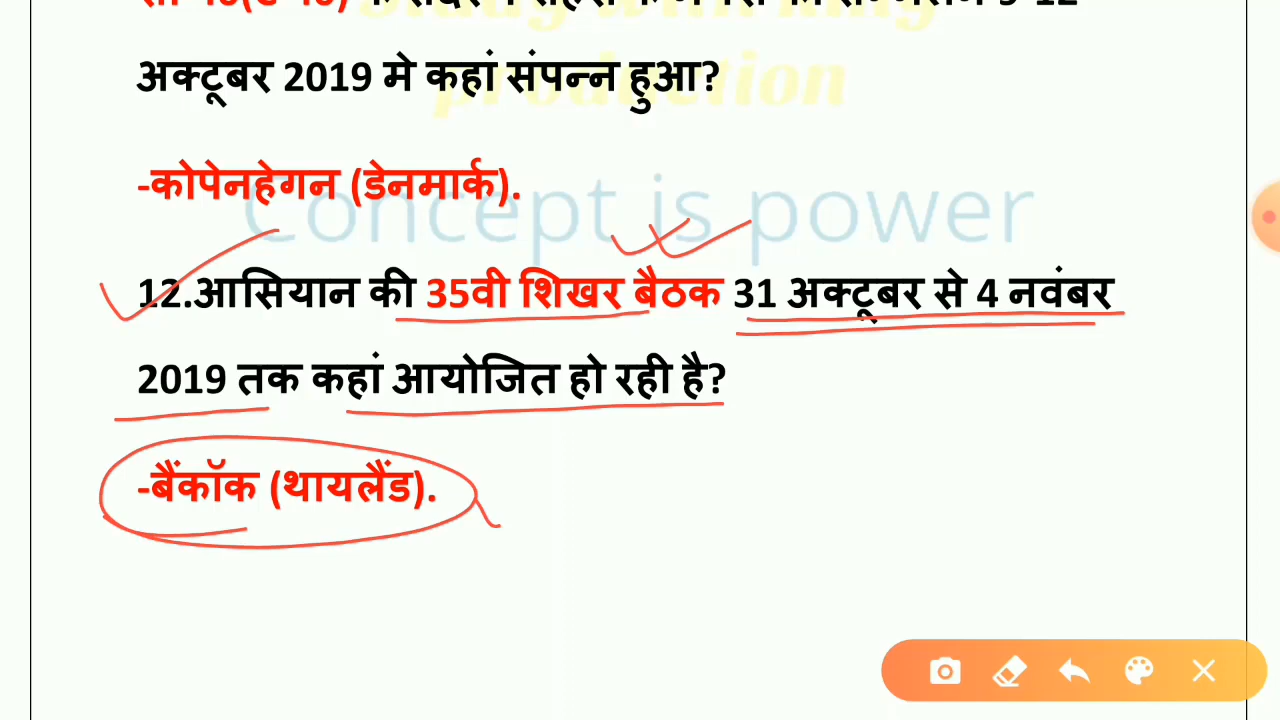 अक्टूबर 2019 मे कहां संपन्न हुआ?
production
-कोपेनहेगन (डेनमार्क).
Concept is power
12.आसियान की 35वी शिखर बैठक 31 अक्टूबर से 4 नवंबर
2019 तक कहां आयोजित हो रही है?
-बैंकॉक (थायलैंड).